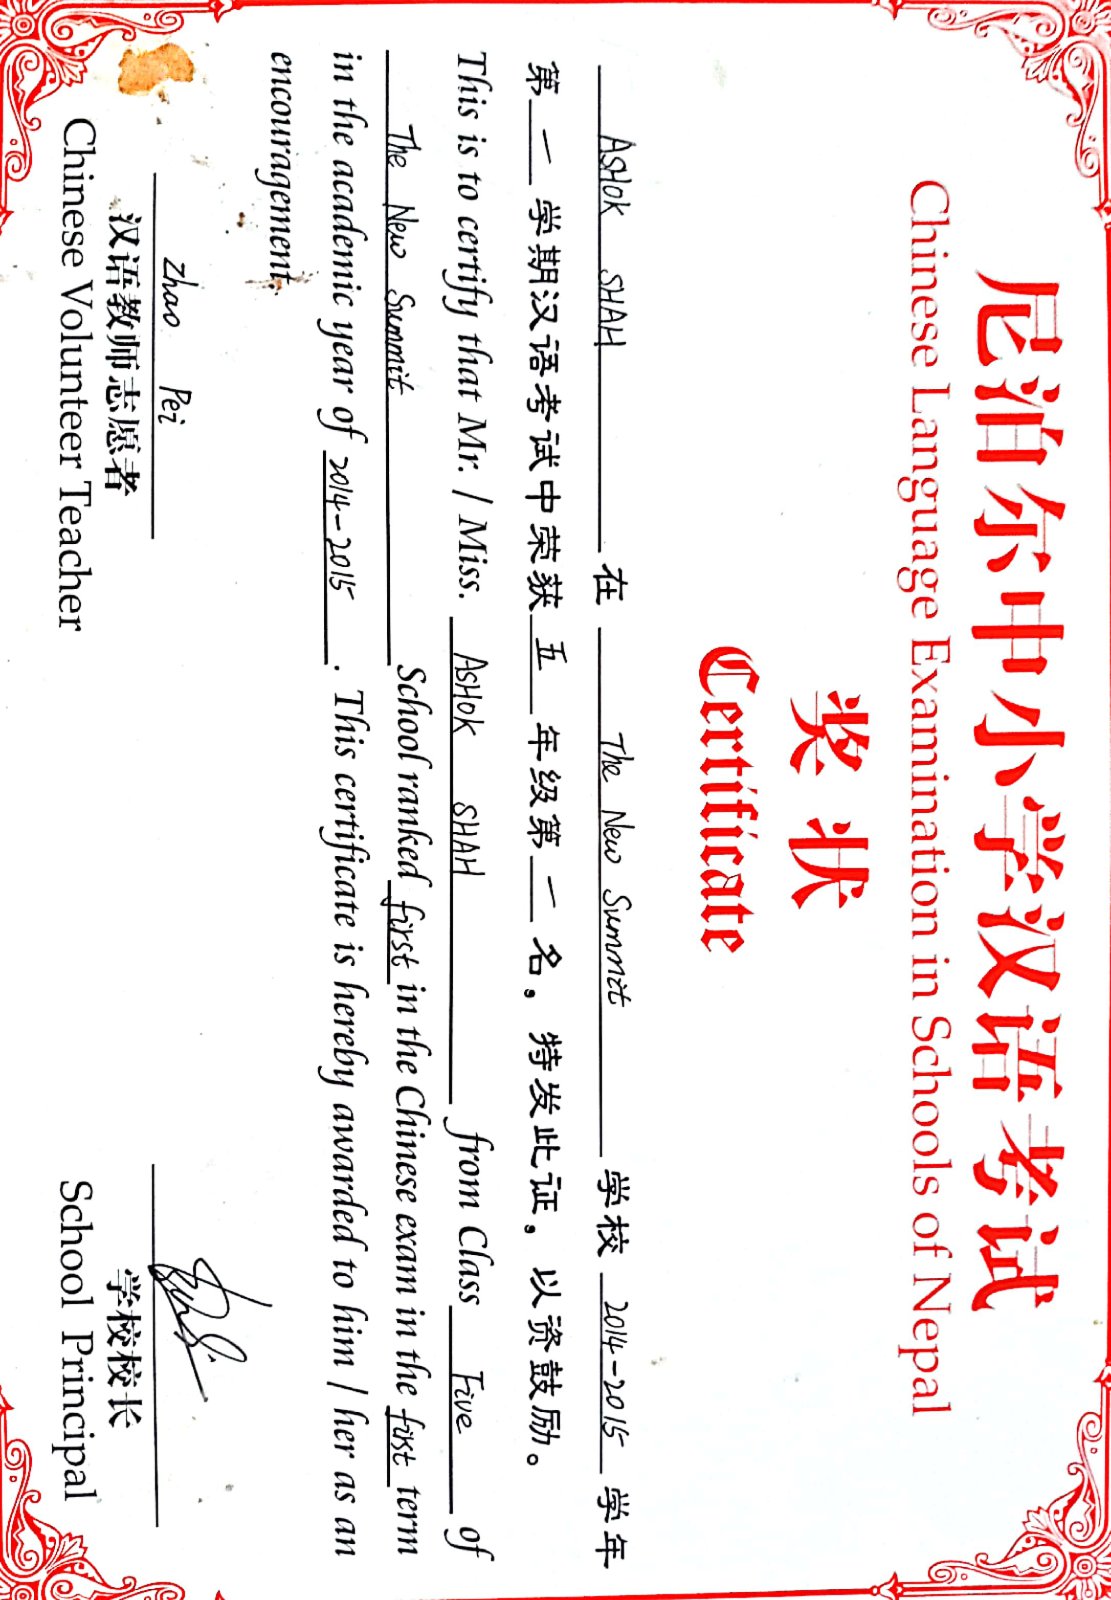 尼泊尔中小学汉语考试
Chinese Language Examination in Schools of Nepal
奖状
Certificate
ASHOK SHAH 在 The New Summit 学校 2014-2015 学年
第一学期汉语考试中荣获五年级第一名，特发此证，以资鼓励。
This is to certify that Mr. / Miss. ASHOK SHAH from Class Five of
The New Summit School ranked first in the Chinese exam in the first term
in the academic year of 2014-2015. This certificate is hereby awarded to him / her as an
encouragement.
Zhao Pei
汉语教师志愿者
学校校长
Chinese Volunteer Teacher
School Principal